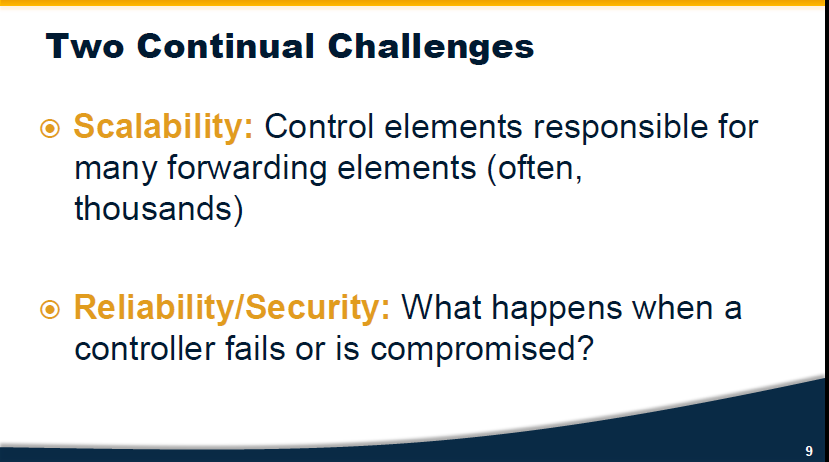 Two Continual Challenges
Scalability: Control elements responsible for
many forwarding elements (often,
thousands)
Reliability/Security: What happens when a
controller fails or is compromised?
9